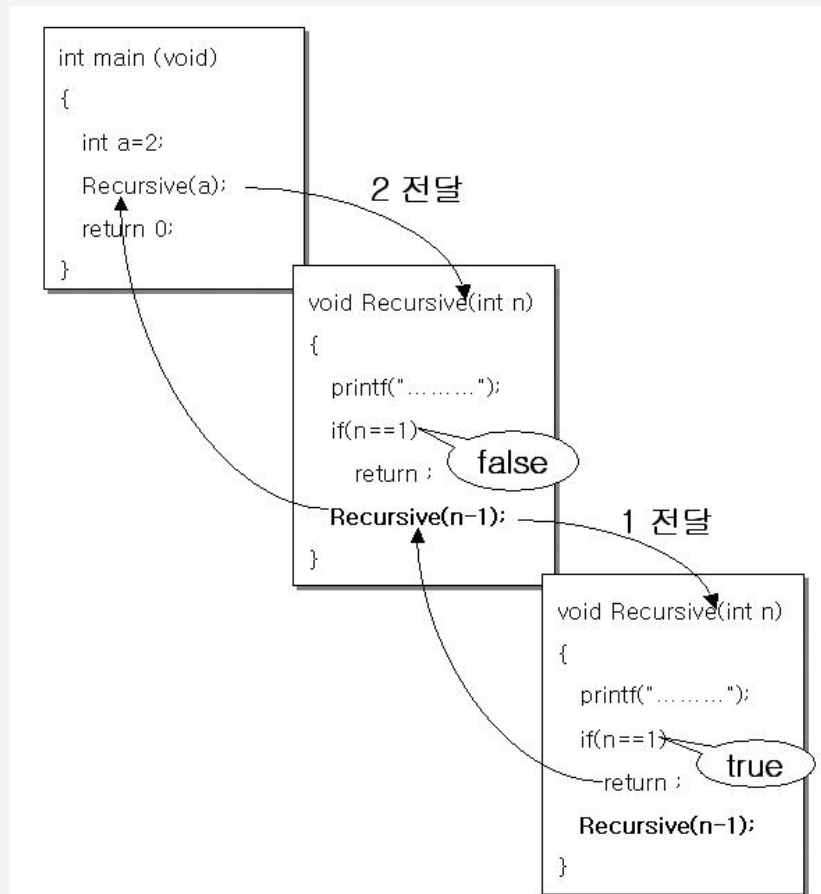 int main (void)
{
int a=2;
Recursive(a);
return 0;
}
2 전달
void Recursive(int n)
{
printf("………");
if(n==1)
false
return ;
Recursive(n-1);
}
1 전달
void Recursive(int n)
{
printf("………");
if(n==1)
true
return ;
Recursive(n-1);
}